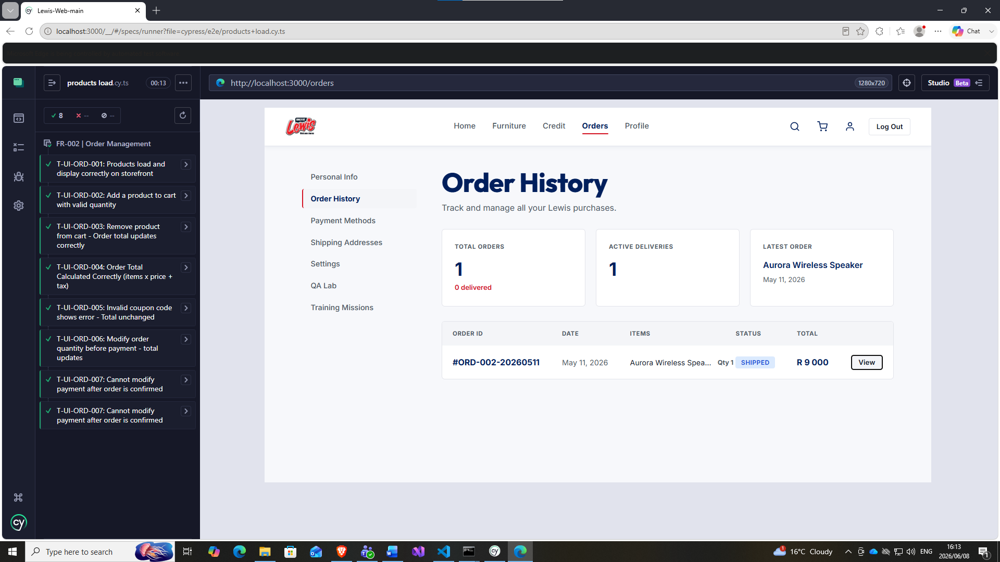 Lewis-Web-main
localhost:3000/__/#/specs/runner?file=cypress/e2e/products+load.cy.ts
Chat
products load.cy.ts
00:13
http://localhost:3000/orders
1280x720
Studio Beta
8 -- --
FR-002 | Order Management
T-UI-ORD-001: Products load and
display correctly on storefront
T-UI-ORD-002: Add a product to cart
with valid quantity
T-UI-ORD-003: Remove product
from cart - Order total updates
correctly
T-UI-ORD-004: Order Total
Calculated Correctly (items x price +
tax)
T-UI-ORD-005: Invalid coupon code
shows error - Total unchanged
T-UI-ORD-006: Modify order
quantity before payment - total
updates
T-UI-ORD-007: Cannot modify
payment after order is confirmed
T-UI-ORD-007: Cannot modify
payment after order is confirmed
cy
ONLY AT
Lewis
Welcome home
Home
Furniture
Credit
Orders
Profile
Log Out
Personal Info
Order History
Payment Methods
Shipping Addresses
Settings
QA Lab
Training Missions
Order History
Track and manage all your Lewis purchases.
TOTAL ORDERS
1
0 delivered
ACTIVE DELIVERIES
1
LATEST ORDER
Aurora Wireless Speaker
May 11, 2026
ORDER ID DATE ITEMS STATUS TOTAL
#ORD-002-20260511 May 11, 2026 Aurora Wireless Spea... Qty 1 SHIPPED R 9 000 View
Type here to search
1
16°C Cloudy
ENG
16:13
2026/06/08
1